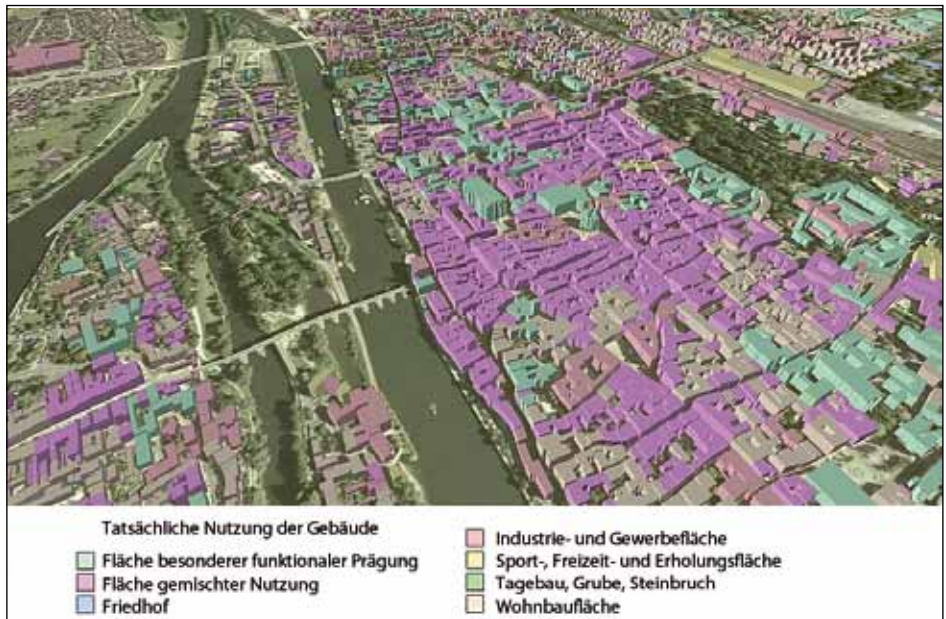 Tatsächliche Nutzung der Gebäude
Fläche besonderer funktionaler Prägung
Fläche gemischter Nutzung
Friedhof
Industrie- und Gewerbefläche
Sport-, Freizeit- und Erholungsfläche
Tagebau, Grube, Steinbruch
Wohnbaufläche